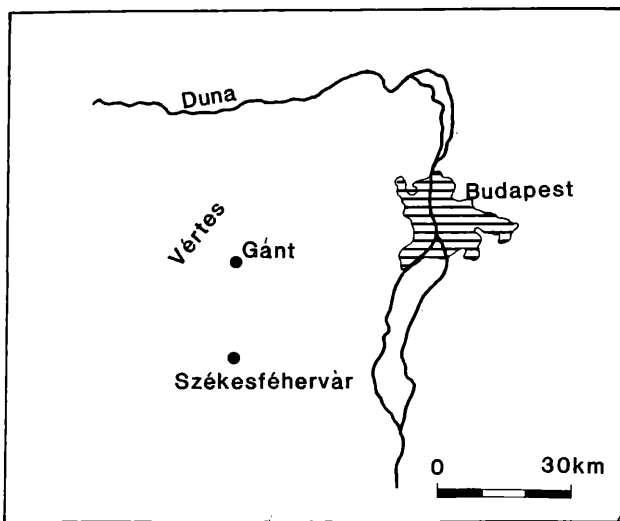 Duna
Budapest
Vértes
Gánt
Székesféhervàr
0 30km